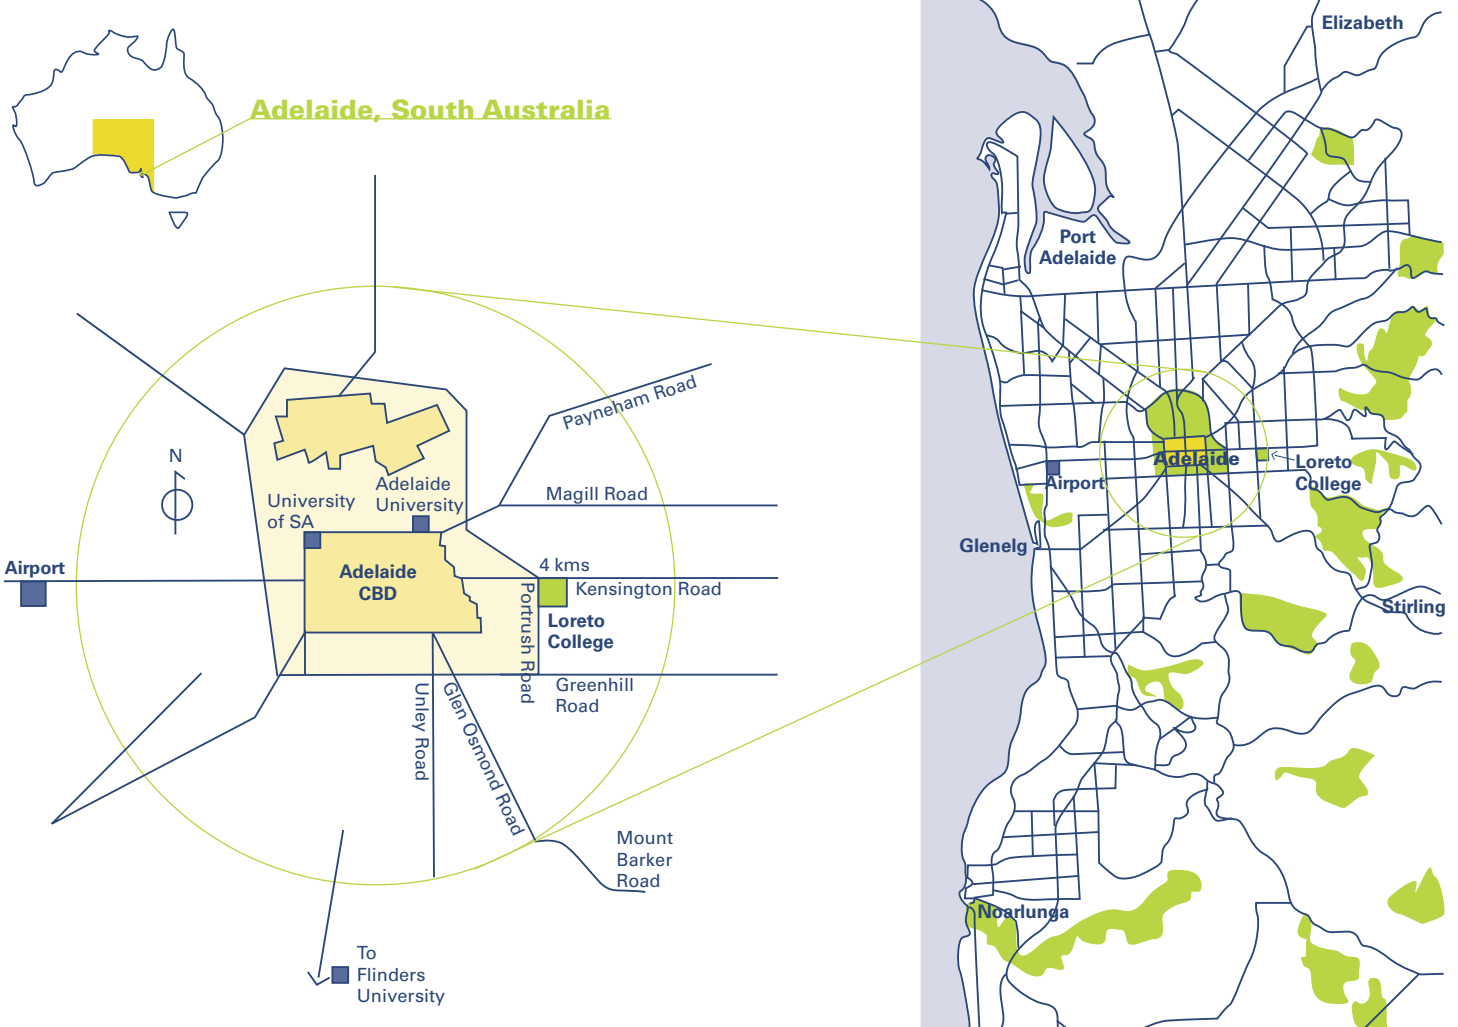 Adelaide, South Australia
Payneham Road
N
Magill Road
Adelaide
University
University
of SA
4 kms
Airport
Adelaide
CBD
Kensington Road
Portrush Road
Loreto
College
Greenhill
Road
Unley Road
Glen Osmond Road
Mount
Barker
Road
To
Flinders
University
Elizabeth
Port
Adelaide
Adelaide
Loreto
College
Airport
Glenelg
Stirling
Noarlunga